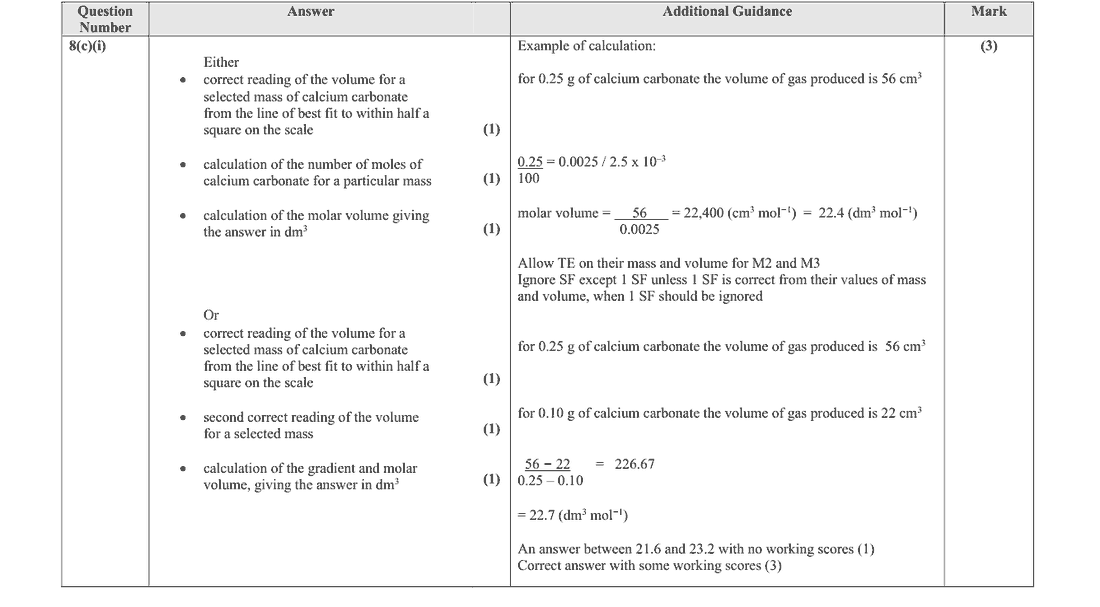 Question Number
Answer
Additional Guidance
Mark
8(c)(i)
Either
• correct reading of the volume for a
selected mass of calcium carbonate
from the line of best fit to within half a
square on the scale
(1)
• calculation of the number of moles of
calcium carbonate for a particular mass
(1)
• calculation of the molar volume giving
the answer in dm³
(1)
Or
• correct reading of the volume for a
selected mass of calcium carbonate
from the line of best fit to within half a
square on the scale
(1)
• second correct reading of the volume
for a selected mass
(1)
• calculation of the gradient and molar
volume, giving the answer in dm³
(1)
Example of calculation:
for 0.25 g of calcium carbonate the volume of gas produced is 56 cm³
0.25 = 0.0025 / 2.5 x 10⁻³
100
molar volume = 56 = 22,400 (cm³ mol⁻¹) = 22.4 (dm³ mol⁻¹)
0.0025
Allow TE on their mass and volume for M2 and M3
Ignore SF except 1 SF unless 1 SF is correct from their values of mass
and volume, when 1 SF should be ignored
for 0.25 g of calcium carbonate the volume of gas produced is 56 cm³
for 0.10 g of calcium carbonate the volume of gas produced is 22 cm³
56 – 22 = 226.67
0.25 – 0.10
= 22.7 (dm³ mol⁻¹)
An answer between 21.6 and 23.2 with no working scores (1)
Correct answer with some working scores (3)
(3)